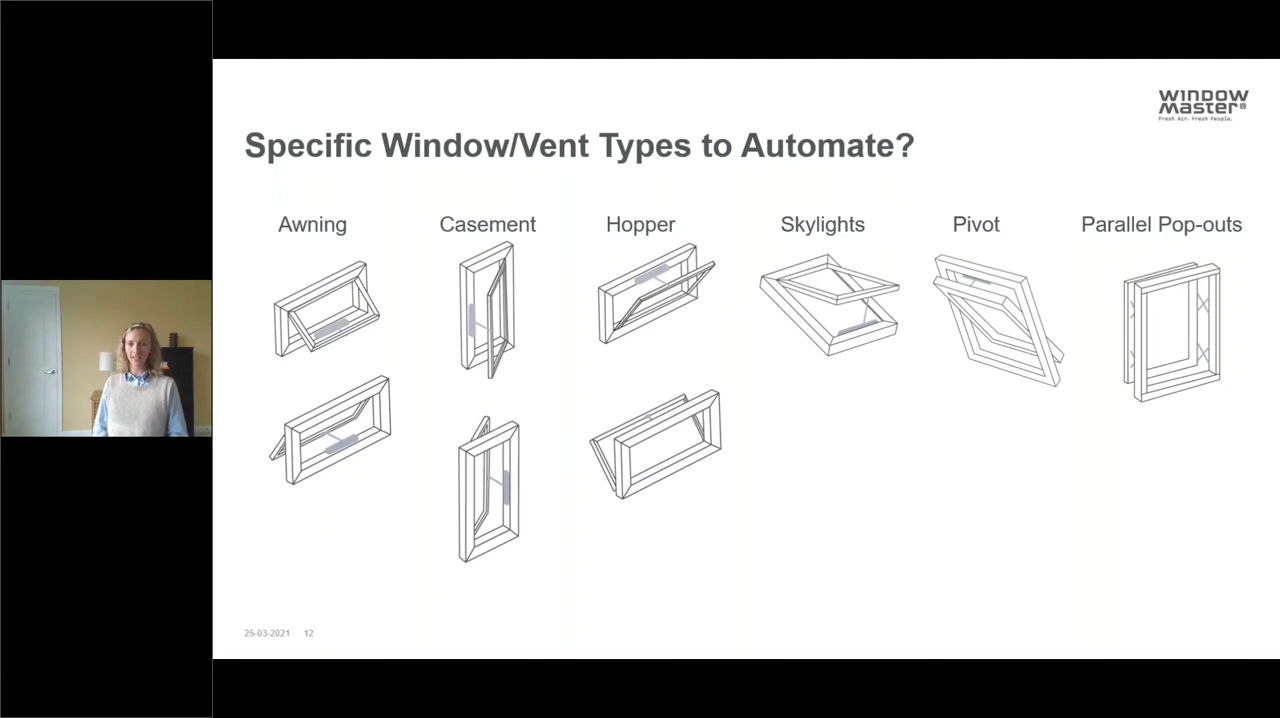 WINDOW
MASTER®
Fresh Air. Fresh People.
Specific Window/Vent Types to Automate?
Awning Casement Hopper Skylights Pivot Parallel Pop-outs
25-03-2021 12